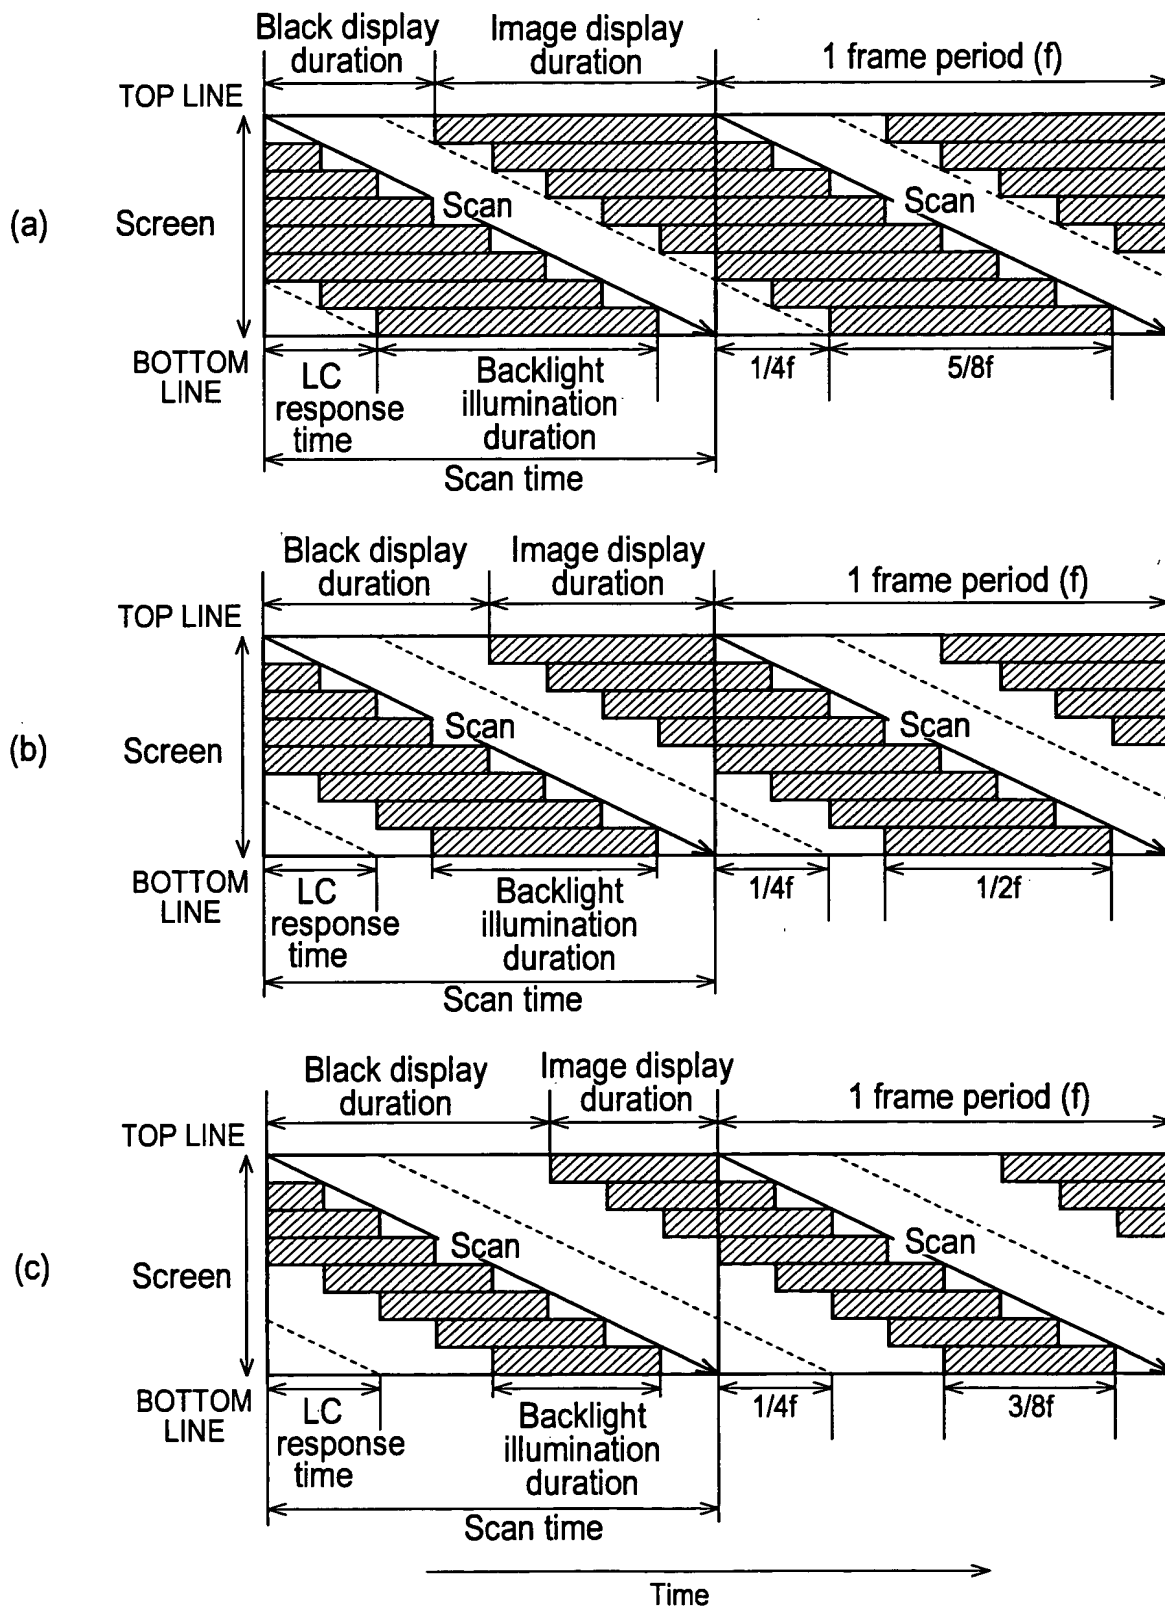 Black display
duration
Image display
duration
1 frame period (f)
TOP LINE
(a)
Screen
Scan
Scan
BOTTOM
LINE
LC
response
time
Backlight
illumination
duration
1/4f
5/8f
Scan time
Black display
duration
Image display
duration
1 frame period (f)
TOP LINE
(b)
Screen
Scan
Scan
BOTTOM
LINE
LC
response
time
Backlight
illumination
duration
1/4f
1/2f
Scan time
Black display
duration
Image display
duration
1 frame period (f)
TOP LINE
(c)
Screen
Scan
Scan
BOTTOM
LINE
LC
response
time
Backlight
illumination
duration
1/4f
3/8f
Scan time
Time